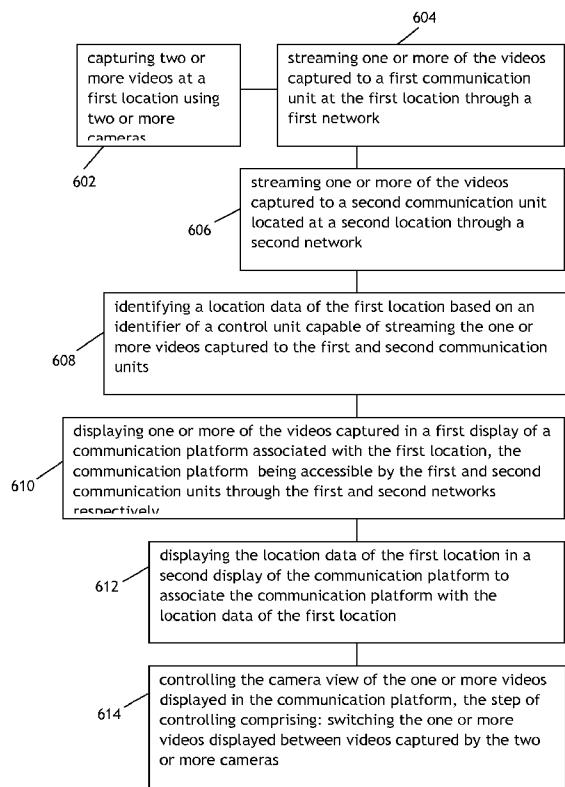 604
capturing two or
more videos at a
first location using
two or more
cameras
602
streaming one or more of the videos
captured to a first communication
unit at the first location through a
first network
streaming one or more of the videos
captured to a second communication unit
located at a second location through a
second network
606
identifying a location data of the first location based on an
identifier of a control unit capable of streaming the one or
more videos captured to the first and second communication
units
608
displaying one or more of the videos captured in a first display of a
communication platform associated with the first location, the
communication platform being accessible by the first and second
communication units through the first and second networks
respectively
610
displaying the location data of the first location in a
second display of the communication platform to
associate the communication platform with the
location data of the first location
612
controlling the camera view of the one or more videos
displayed in the communication platform, the step of
controlling comprising: switching the one or more
videos displayed between videos captured by the two
or more cameras
614